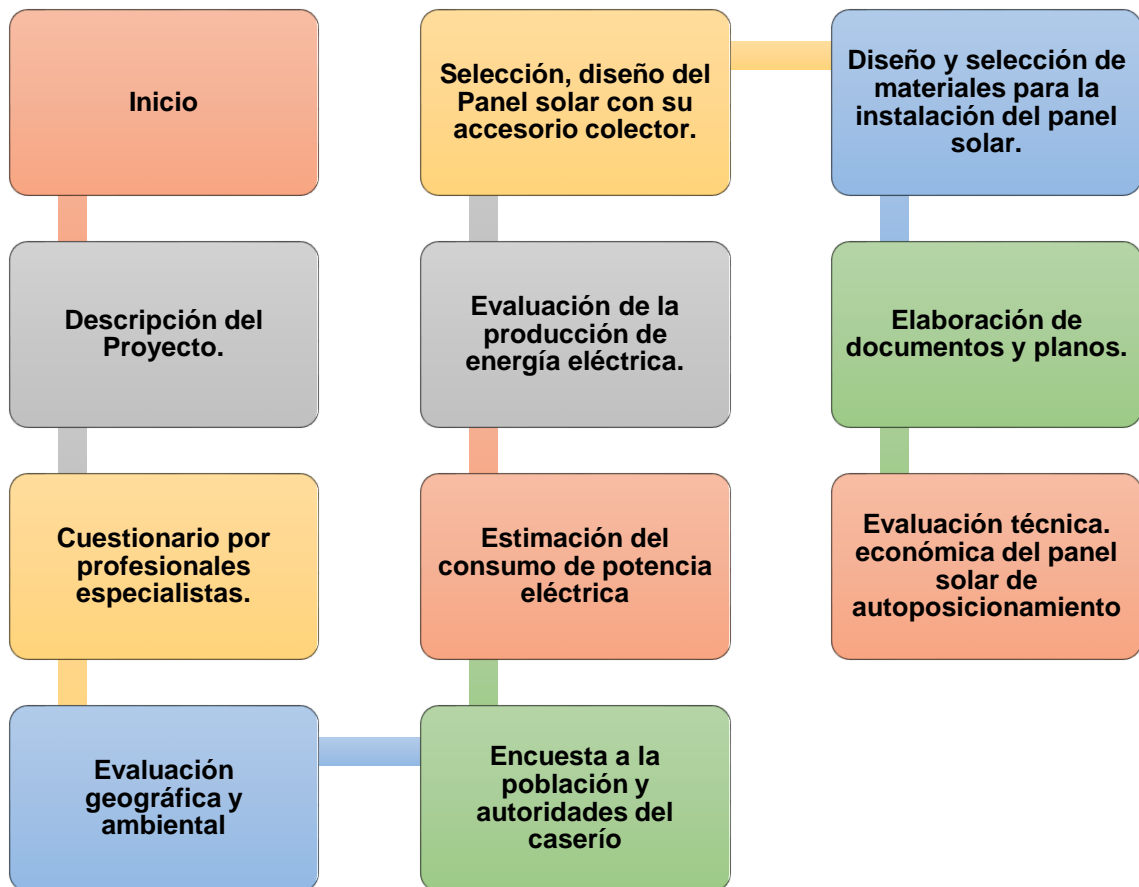 Inicio
Descripción del
Proyecto.
Cuestionario por
profesionales
especialistas.
Evaluación
geográfica y
ambiental
Encuesta a la
población y
autoridades del
caserío
Estimación del
consumo de potencia
eléctrica
Evaluación de la
producción de
energía eléctrica.
Selección, diseño del
Panel solar con su
accesorio colector.
Diseño y selección de
materiales para la
instalación del panel
solar.
Elaboración de
documentos y planos.
Evaluación técnica.
económica del panel
solar de
autoposicionamiento